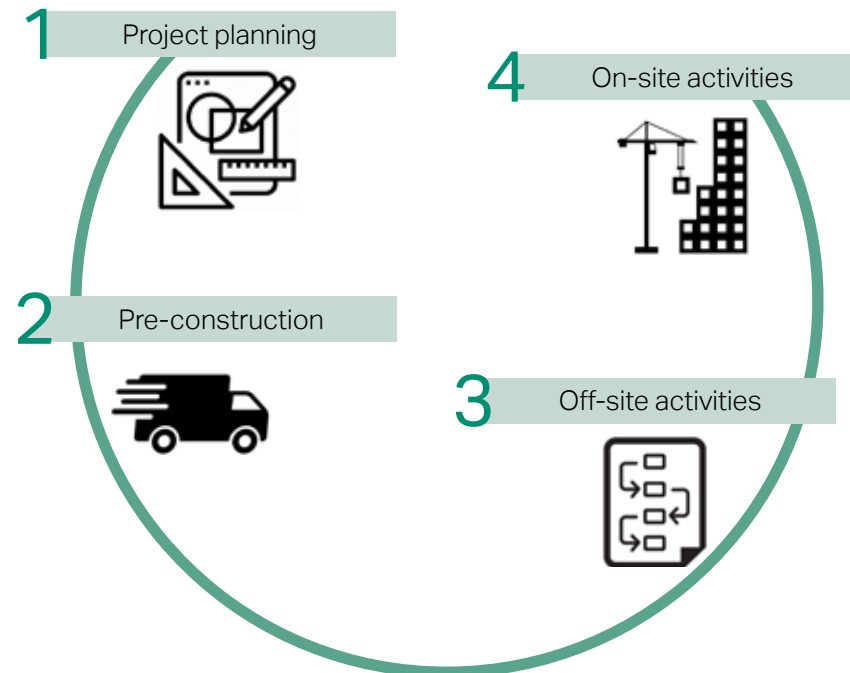 1 Project planning
2 Pre-construction
3 Off-site activities
4 On-site activities